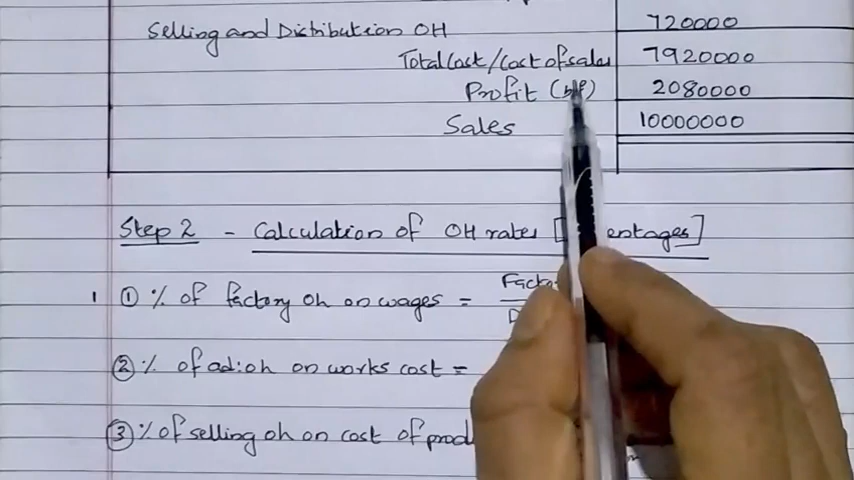 Selling and Distribution OH 720000
Total Cost/Cost of sales 7920000
Profit 2080000
Sales 10000000
Step 2 - Calculation of OH rates
1 ① % of factory oh on wages =
② % of ad:oh on works cost =
③ % of selling oh on cost of